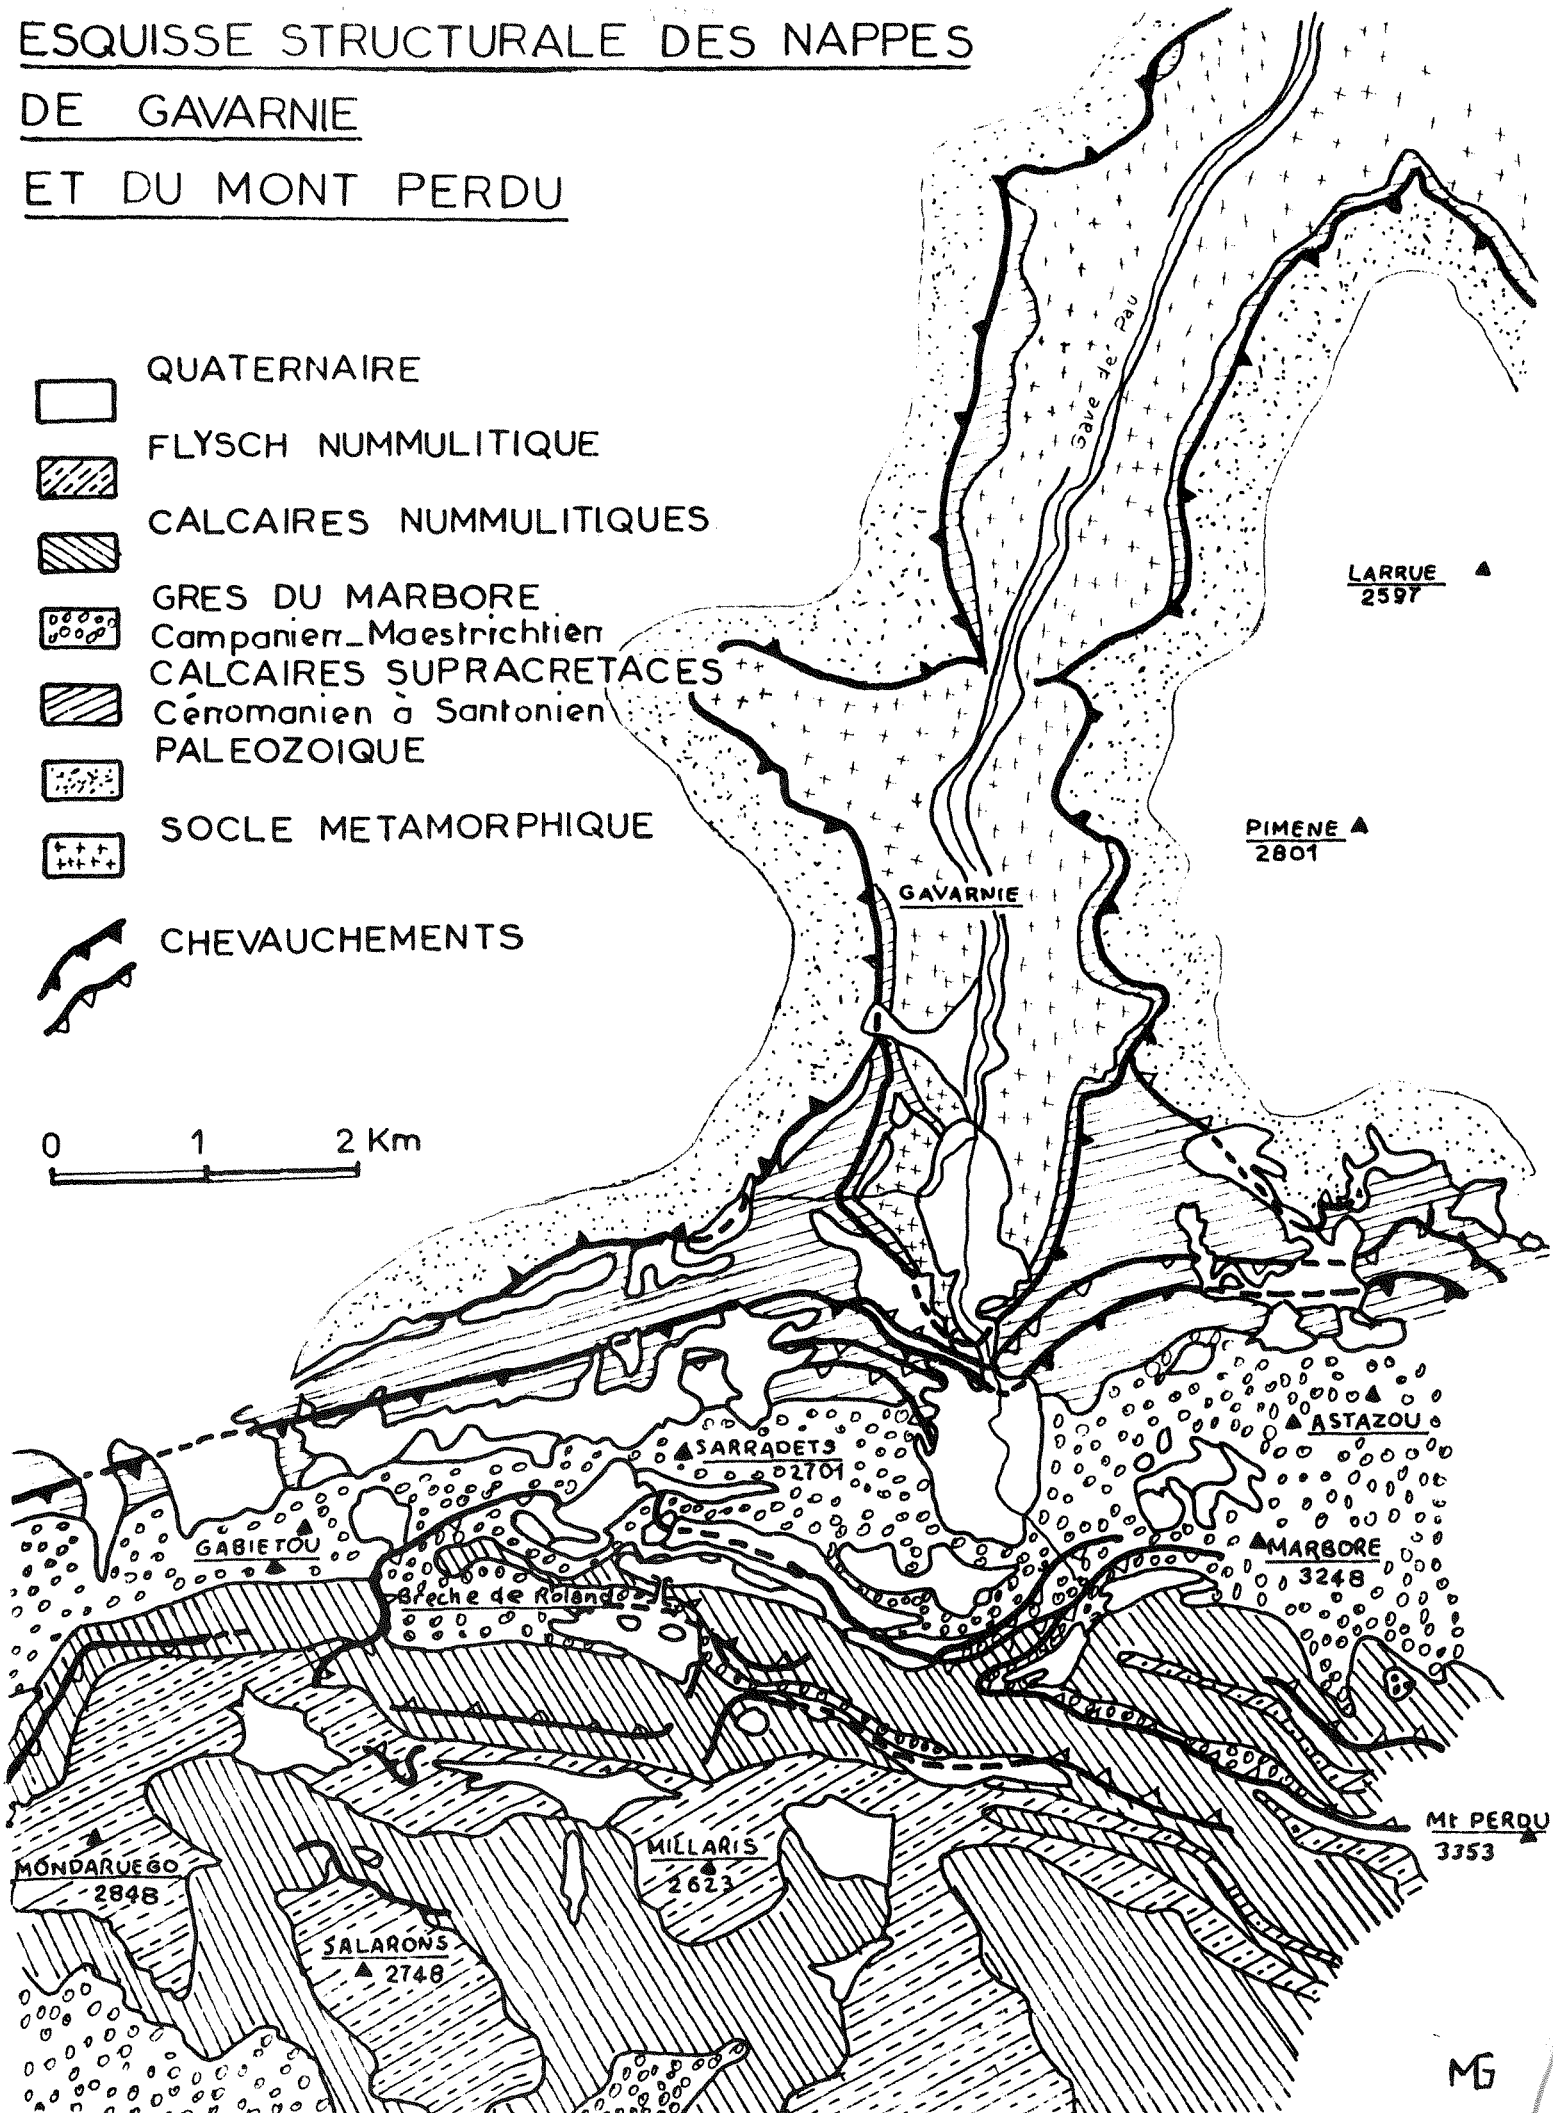 ESQUISSE STRUCTURALE DES NAPPES
DE GAVARNIE
ET DU MONT PERDU
QUATERNAIRE
FLYSCH NUMMULITIQUE
CALCAIRES NUMMULITIQUES
GRES DU MARBORE
Campanien_Maestrichtien
CALCAIRES SUPRACRETACES
Cénomanien à Santonien
PALEOZOIQUE
SOCLE METAMORPHIQUE
CHEVAUCHEMENTS
0 1 2 Km
Gave de Pau
LARRUE
2597
PIMENE
2801
GAVARNIE
ASTAZOU
SARRADETS
2701
GABIETOU
MARBORE
3248
Breche de Roland
Mt PERDU
3353
MONDARUEGO
2848
MILLARIS
2623
SALARONS
2748
MG